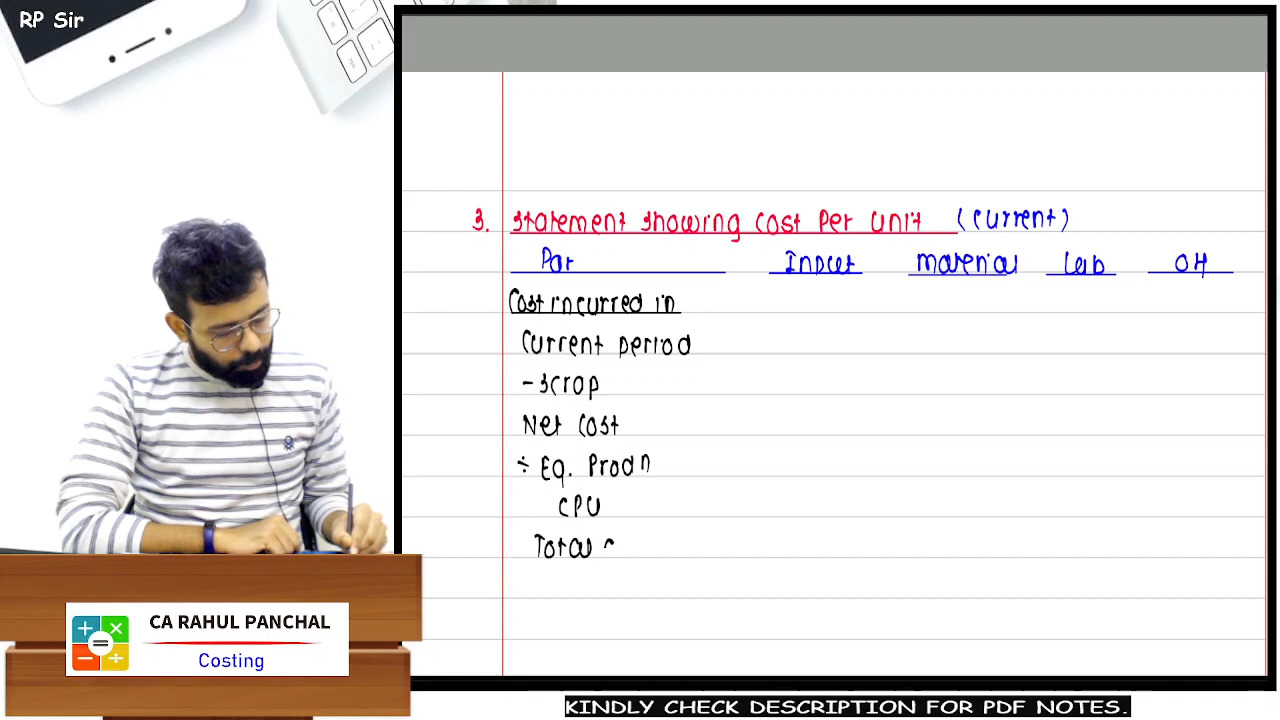 RP Sir
3. Statement Showing Cost Per Unit (Current)
Par Input Material Lab OH
Cost incurred in
Current period
- Scrap
Net Cost
÷ Eq. Prodn
CPU
Total
CA RAHUL PANCHAL
Costing
KINDLY CHECK DESCRIPTION FOR PDF NOTES.